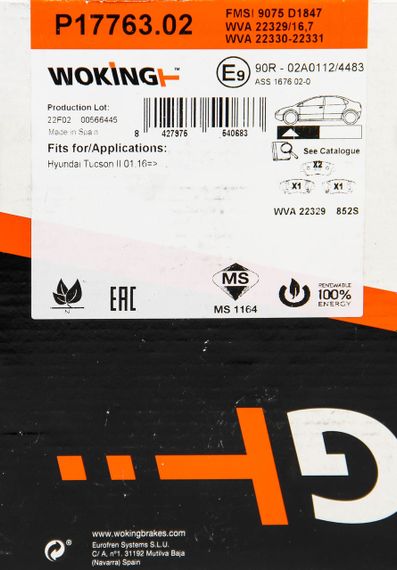 P17763.02
FMSI 9075 D1847
WVA 22329/16,7
WVA 22330-22331
WOKING
E9
90R - 02A0112/4483
ASS 1676 02-0
Production Lot:
22F02 00566445
Made in Spain
8 427975 540683
Fits for/Applications:
Hyundai Tucson II 01.16=>
See Catalogue
X2
X1 X1
WVA 22329 852S
N
EAC
MS
MS 1164
RENEWABLE
100%
ENERGY
G
www.wokingbrakes.com
Eurofren Systems S.L.U.
C/ A, nº1. 31192 Mutilva Baja
(Navarra) Spain